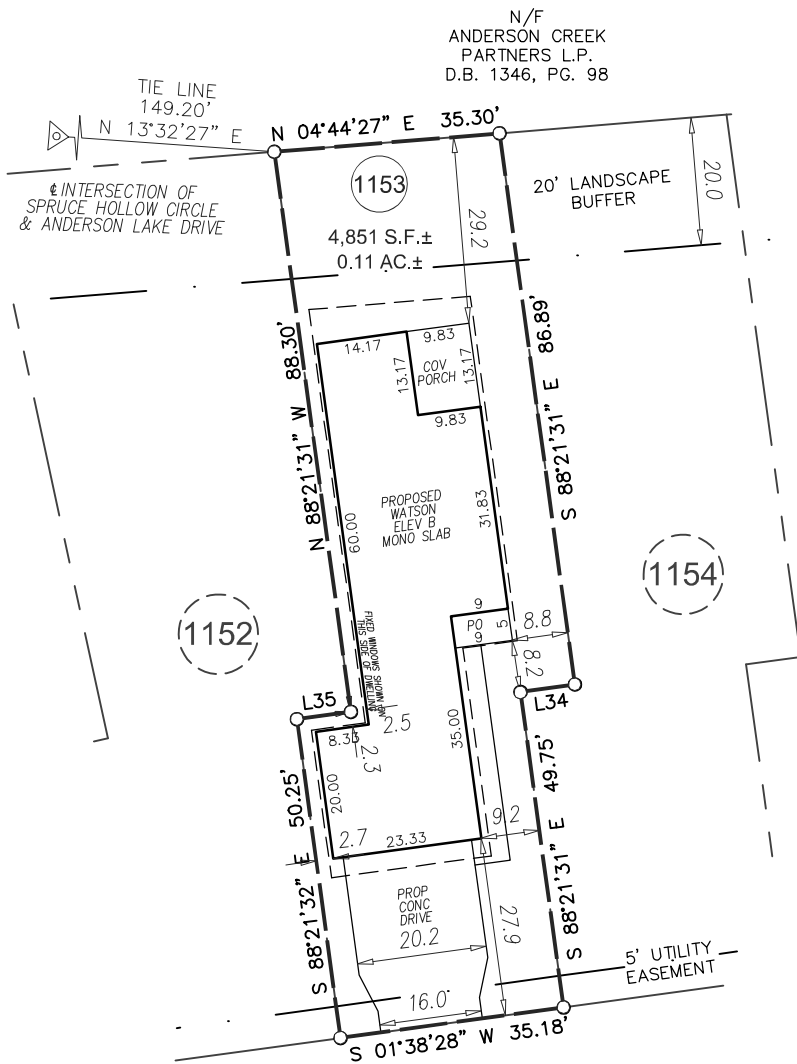 N/F
ANDERSON CREEK
PARTNERS L.P.
D.B. 1346, PG. 98
TIE LINE
149.20'
N 13°32'27" E
N 04°44'27" E 35.30'
℄ INTERSECTION OF
SPRUCE HOLLOW CIRCLE
& ANDERSON LAKE DRIVE
1153
4,851 S.F.±
0.11 AC.±
29.2
20' LANDSCAPE
BUFFER
20.0
N 88°21'31" W 88.30'
S 88°21'31" E 86.89'
14.17
9.83
13.17
COV
PORCH
13.17
9.83
60.00
PROPOSED
WATSON
ELEV B
MONO SLAB
31.83
1152
1154
FIXED WINDOWS SHOWN ON
THIS SIDE OF DWELLING
9
PO
5
9
8.8
8.2
L34
L35
2.5
8.33
2.3
35.00
20.00
S 88°21'32" E 50.25'
S 88°21'31" E 49.75'
2.7
23.33
9.2
PROP
CONC
DRIVE
20.2
27.9
16.0'
5' UTILITY
EASEMENT
S 01°38'28" W 35.18'